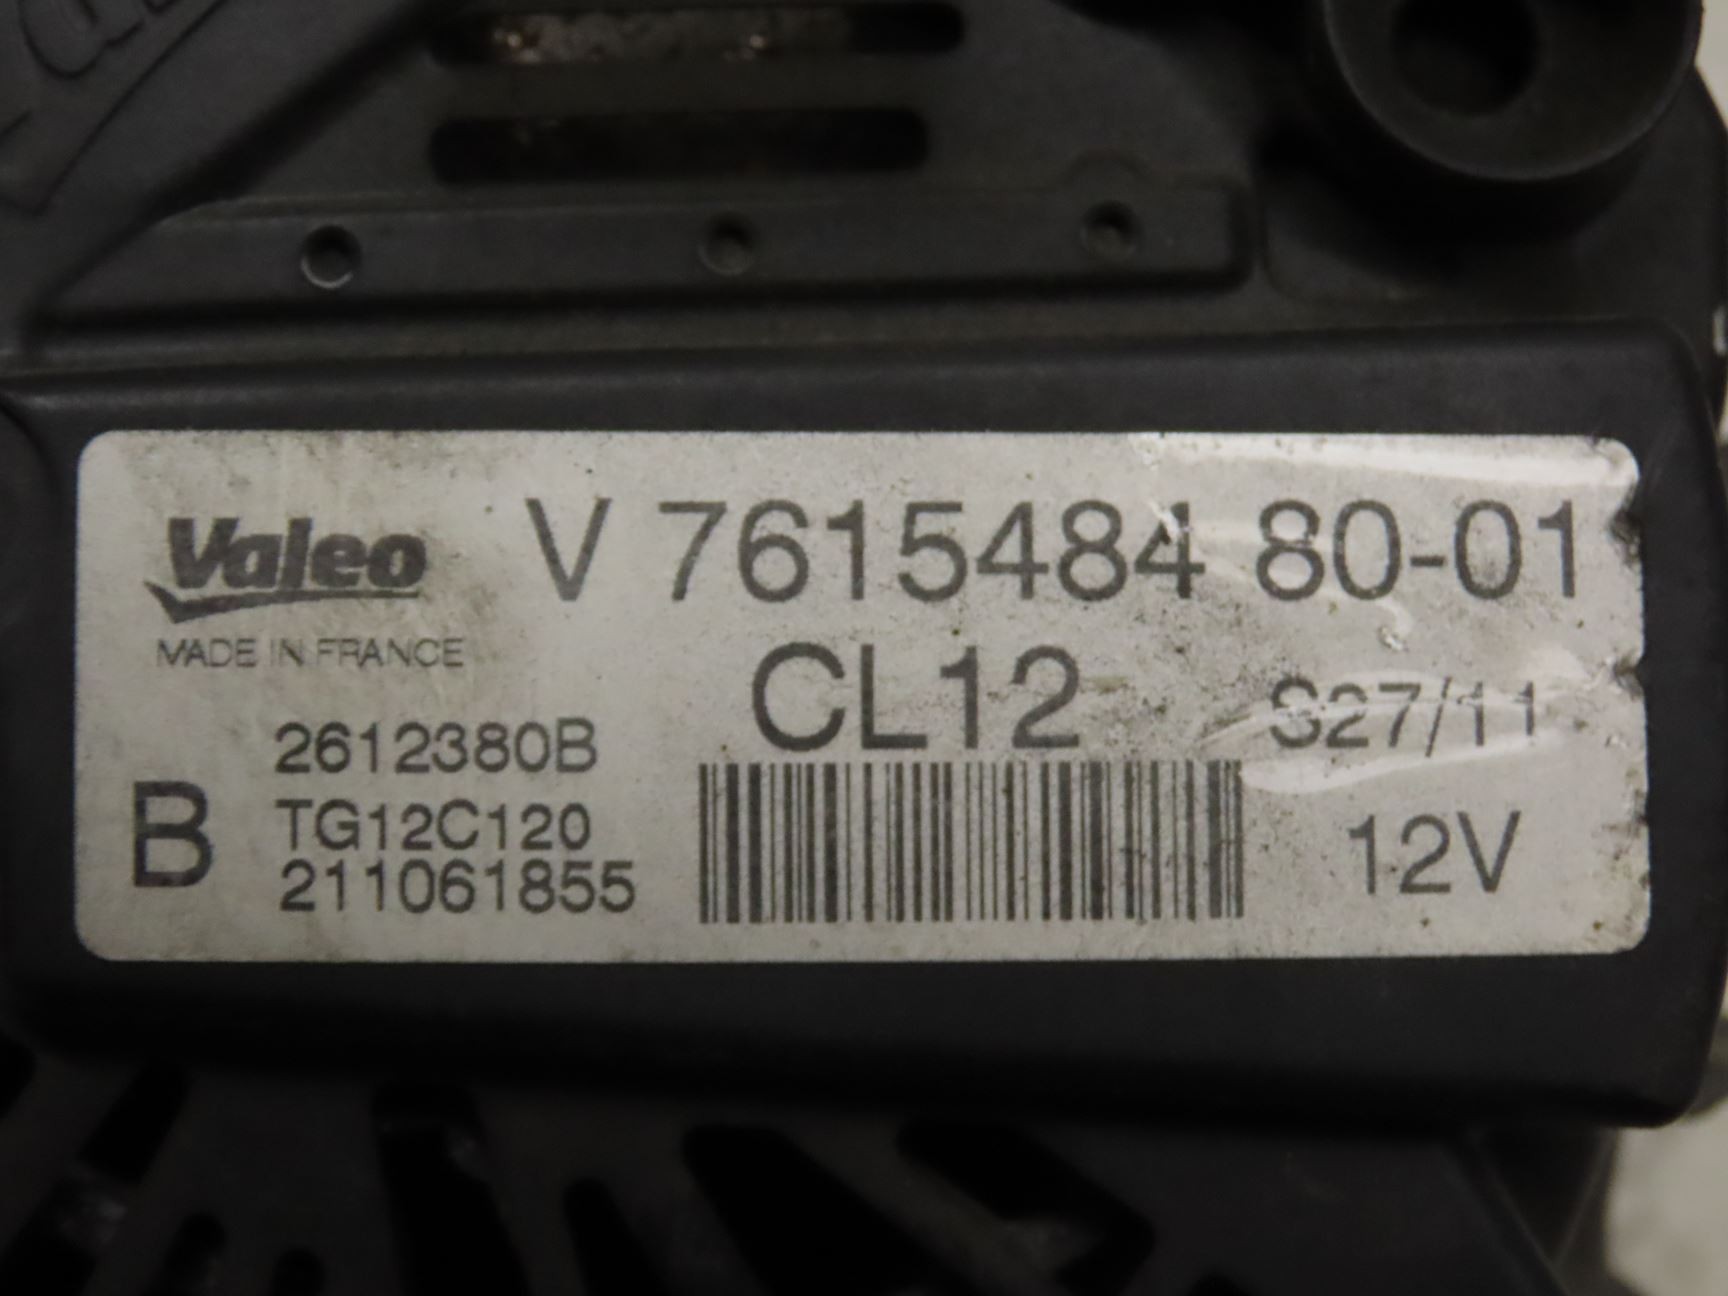 Valeo V 7615484 80-01
MADE IN FRANCE
CL12 S27/11
2612380B
B TG12C120
211061855
12V